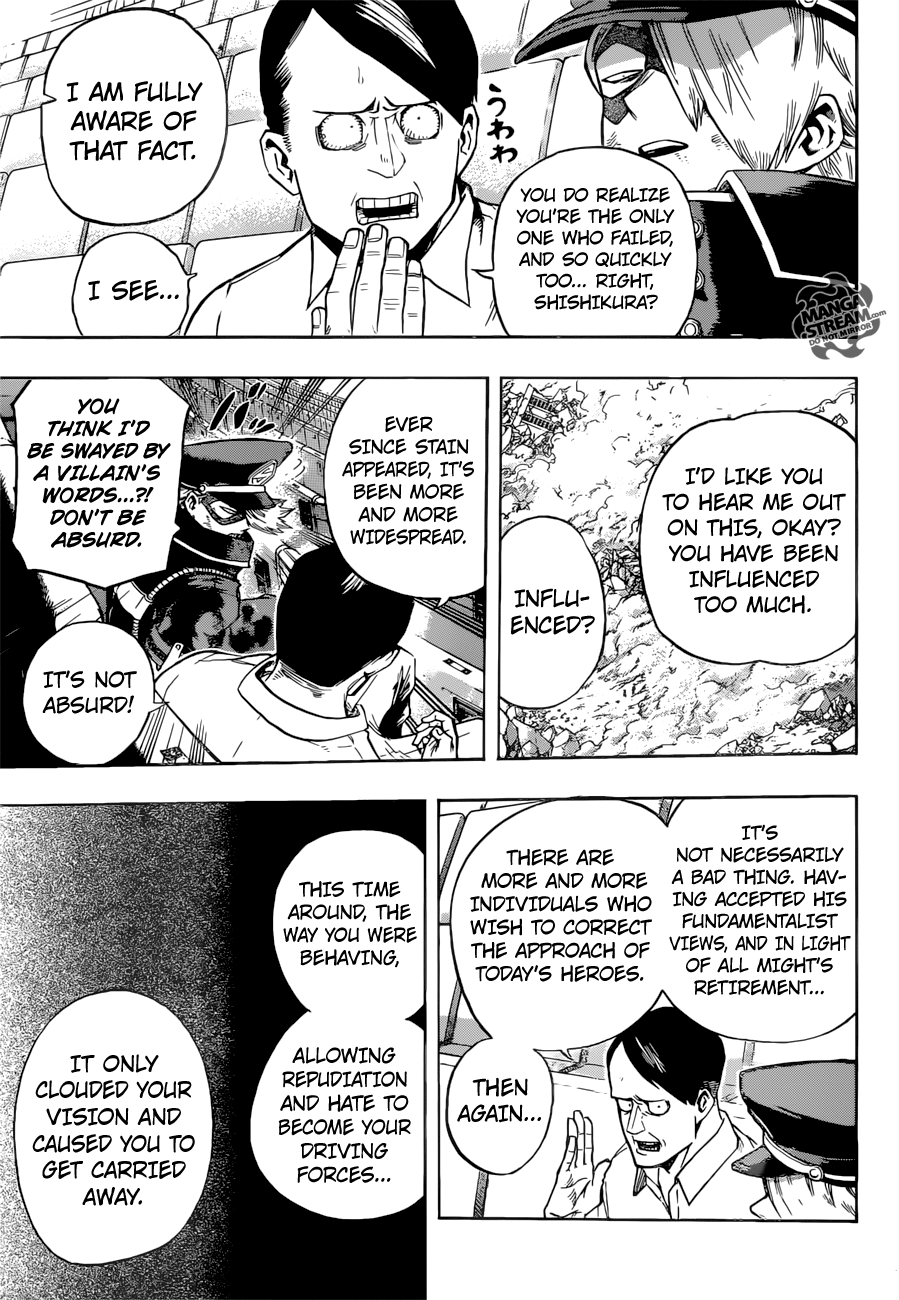 YOU DO REALIZE
YOU'RE THE ONLY
ONE WHO FAILED,
AND SO QUICKLY
TOO... RIGHT,
SHISHIKURA?
うわわ
I AM FULLY
AWARE OF
THAT FACT.
I SEE...
MANGA
STREAM.com
DO NOT MIRROR
I'D LIKE YOU
TO HEAR ME OUT
ON THIS, OKAY?
YOU HAVE BEEN
INFLUENCED
TOO MUCH.
INFLU-
ENCED?
EVER
SINCE STAIN
APPEARED, IT'S
BEEN MORE
AND MORE
WIDESPREAD.
YOU
THINK I'D
BE SWAYED BY
A VILLAIN'S
WORDS...?!
DON'T BE
ABSURD.
IT'S NOT
ABSURD!
IT'S
NOT NECESSARILY
A BAD THING. HAV-
ING ACCEPTED HIS
FUNDAMENTALIST
VIEWS, AND IN LIGHT
OF ALL MIGHT'S
RETIREMENT...
THERE ARE
MORE AND MORE
INDIVIDUALS WHO
WISH TO CORRECT
THE APPROACH OF
TODAY'S HEROES.
THEN
AGAIN...
THIS TIME
AROUND, THE
WAY YOU WERE
BEHAVING,
ALLOWING
REPUDIATION
AND HATE TO
BECOME YOUR
DRIVING
FORCES...
IT ONLY
CLOUDED YOUR
VISION AND
CAUSED YOU TO
GET CARRIED
AWAY.